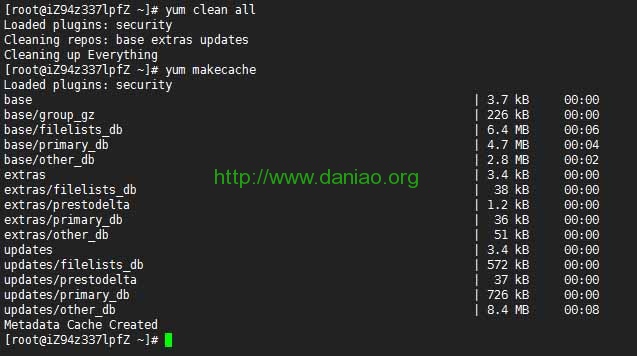 [root@iZ94z337lpfZ ~]# yum clean all
Loaded plugins: security
Cleaning repos: base extras updates
Cleaning up Everything
[root@iZ94z337lpfZ ~]# yum makecache
Loaded plugins: security
base | 3.7 kB 00:00
base/group_gz | 226 kB 00:00
base/filelists_db | 6.4 MB 00:06
base/primary_db | 4.7 MB 00:04
base/other_db | 2.8 MB 00:02
extras | 3.4 kB 00:00
http://www.daniao.org
extras/filelists_db | 38 kB 00:00
extras/prestodelta | 1.2 kB 00:00
extras/primary_db | 36 kB 00:00
extras/other_db | 51 kB 00:00
updates | 3.4 kB 00:00
updates/filelists_db | 572 kB 00:00
updates/prestodelta | 37 kB 00:00
updates/primary_db | 726 kB 00:00
updates/other_db | 8.4 MB 00:08
Metadata Cache Created
[root@iZ94z337lpfZ ~]#